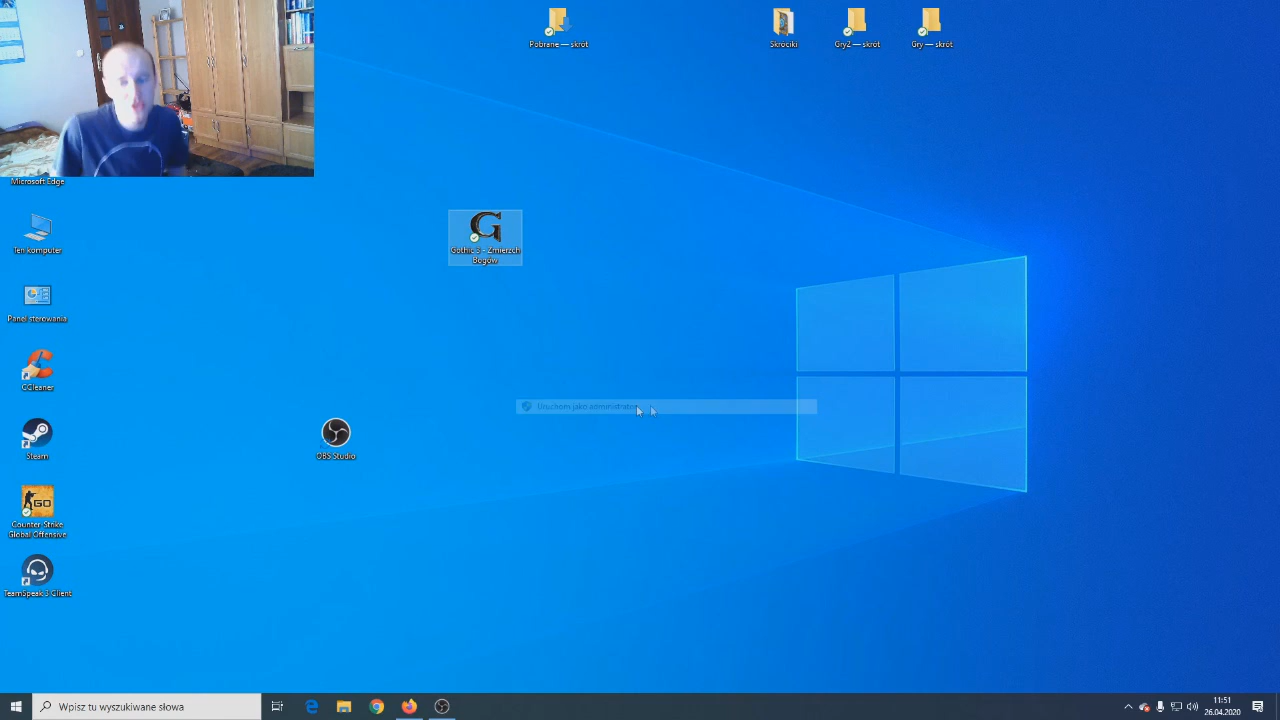 Pobrane — skrót
Skróciki
Gry2 — skrót
Gry — skrót
Microsoft Edge
Ten komputer
Gothic 3 - Zmierzch
Bogów
Panel sterowania
CCleaner
Uruchom jako administrator
Steam
OBS Studio
GO
Counter-Strike
Global Offensive
TeamSpeak 3 Client
Wpisz tu wyszukiwane słowa
11:51
26.04.2020